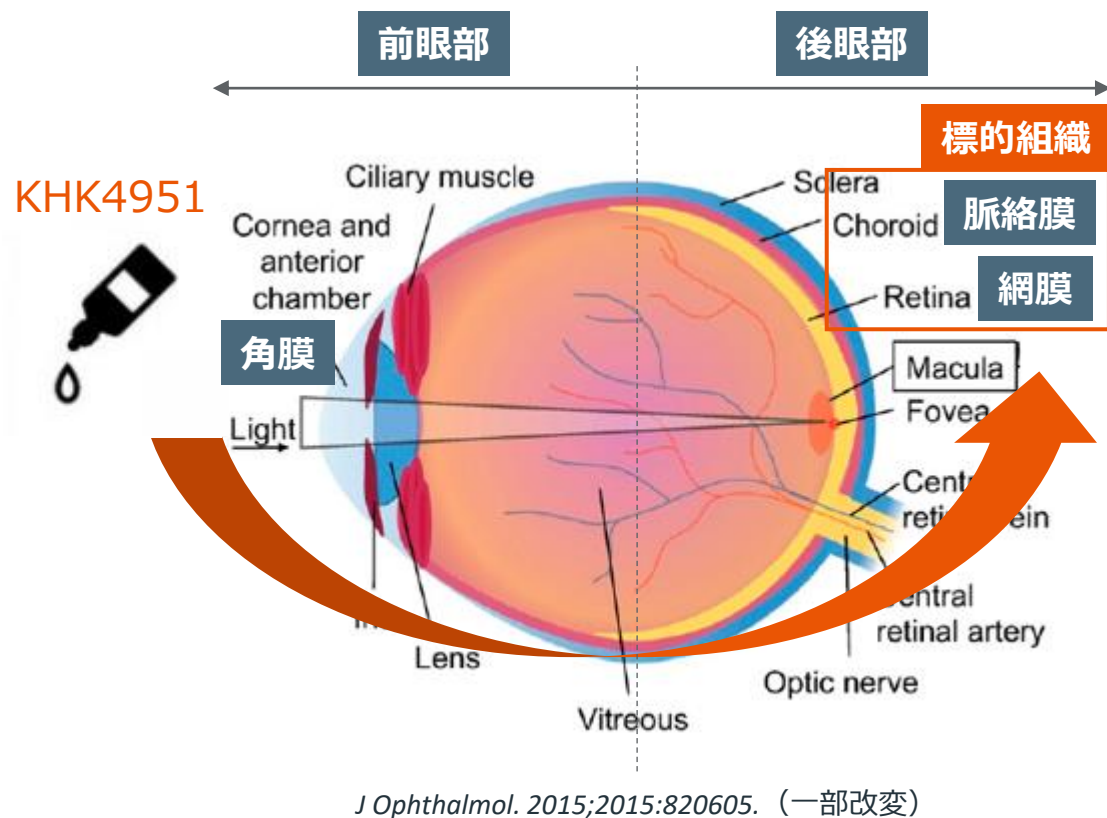 前眼部
後眼部
標的組織
KHK4951
Ciliary muscle
Sclera
脈絡膜
Choroid
Cornea and
anterior
chamber
Retina
網膜
角膜
Macula
Fovea
Light
retinal artery
Lens
Optic nerve
Vitreous
J Ophthalmol. 2015;2015:820605.（一部改変）